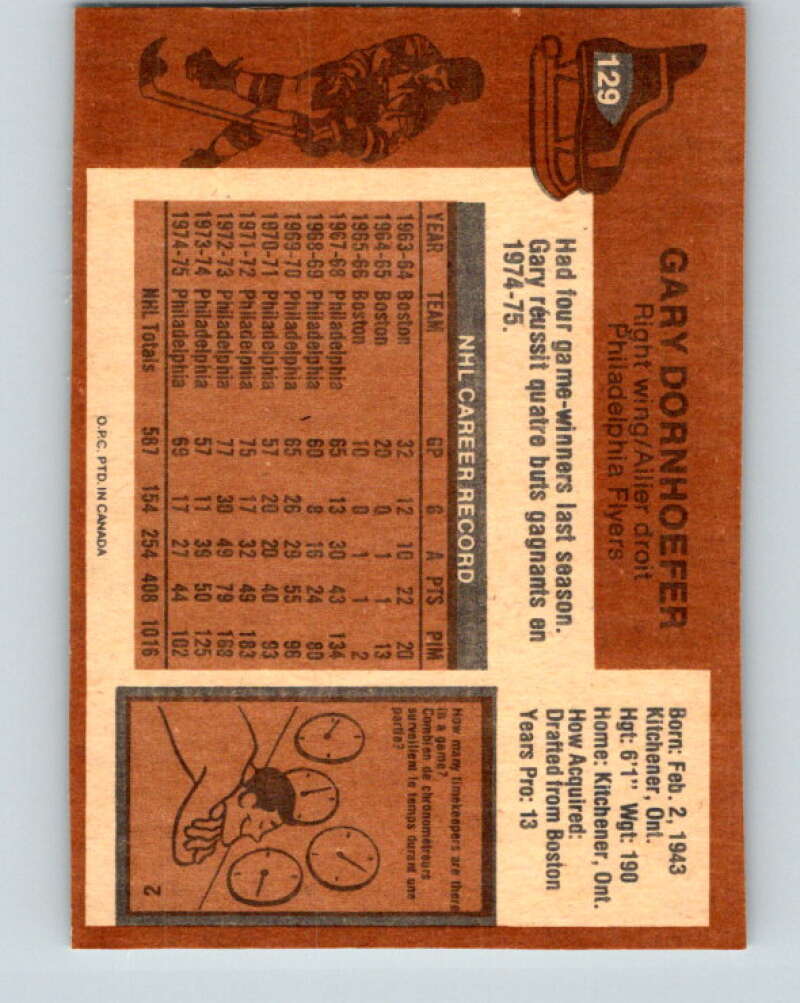 129
GARY DORNHOEFER
Right wing/Ailier droit
Philadelphia Flyers
Born: Feb. 2, 1943
Kitchener, Ont.
Hgt: 6'1" Wgt: 190
Home: Kitchener, Ont.
How Acquired:
Drafted from Boston
Years Pro: 13
Had four game-winners last season.
Gary réussit quatre buts gagnants en
1974-75.
NHL CAREER RECORD
YEAR TEAM GP G A PTS PIM
1963-64 Boston 32 12 10 22 20
1964-65 Boston 20 0 1 1 13
1965-66 Boston 10 0 1 1 2
1967-68 Philadelphia 65 13 30 43 134
1968-69 Philadelphia 60 8 16 24 80
1969-70 Philadelphia 65 26 29 55 96
1970-71 Philadelphia 57 20 20 40 93
1971-72 Philadelphia 75 17 32 49 183
1972-73 Philadelphia 77 30 49 79 168
1973-74 Philadelphia 57 11 39 50 125
1974-75 Philadelphia 69 17 27 44 102
NHL Totals 587 154 254 408 1016
How many timekeepers are there
in a game?
Combien de chronométreurs
surveillent le temps durant une
partie?
2
O.P.C. PTD. IN CANADA